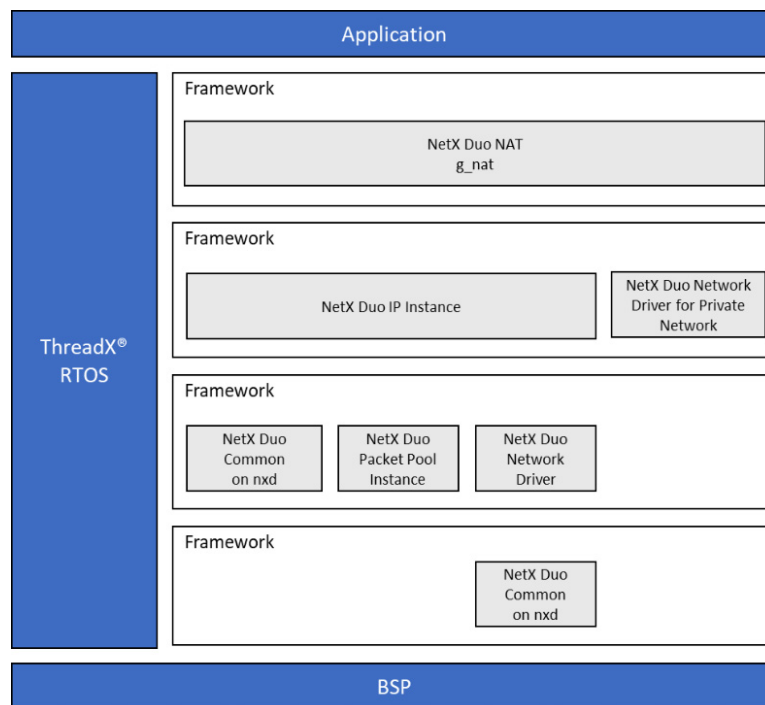 Application
ThreadX®
RTOS
Framework
NetX Duo NAT
g_nat
Framework
NetX Duo IP Instance
NetX Duo Network
Driver for Private
Network
Framework
NetX Duo
Common
on nxd
NetX Duo
Packet Pool
Instance
NetX Duo
Network
Driver
Framework
NetX Duo
Common
on nxd
BSP